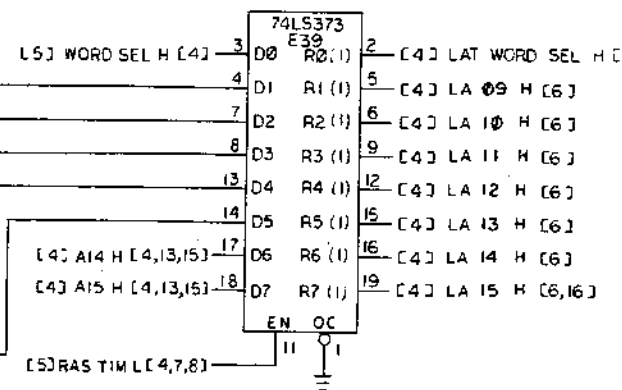 74LS373
E39
[5] WORD SEL H [4] 3 D0 R0(1) 2 [4] LAT WORD SEL H [
4 D1 R1(1) 5 [4] LA 09 H [6]
7 D2 R2(1) 6 [4] LA 10 H [6]
8 D3 R3(1) 9 [4] LA 11 H [6]
13 D4 R4(1) 12 [4] LA 12 H [6]
14 D5 R5(1) 15 [4] LA 13 H [6]
[4] A14 H [4,13,15] 17 D6 R6(1) 16 [4] LA 14 H [6]
[4] A15 H [4,13,15] 18 D7 R7(1) 19 [4] LA 15 H [6,16]
EN OC
[5] RAS TIM L [4,7,8] 11 1